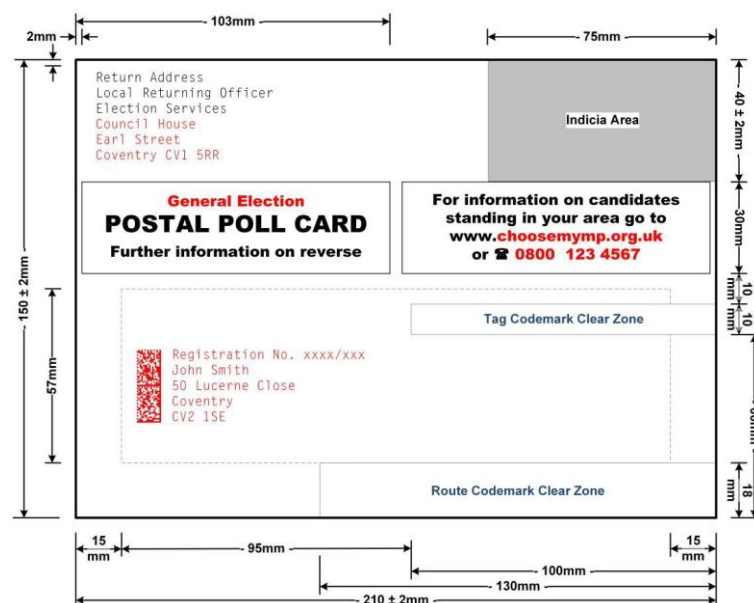 103mm
2mm
75mm
Return Address
Local Returning Officer
Election Services
Council House
Earl Street
Coventry CV1 5RR
Indicia Area
40 ± 2mm
General Election
POSTAL POLL CARD
Further information on reverse
For information on candidates
standing in your area go to
www.choosemymp.org.uk
or ☎ 0800 123 4567
30mm
150 ± 2mm
10
mm
10
mm
Tag Codemark Clear Zone
57mm
Registration No. xxxx/xxx
John Smith
50 Lucerne Close
Coventry
CV2 1SE
Route Codemark Clear Zone
18
mm
15
mm
95mm
15
mm
100mm
130mm
210 ± 2mm